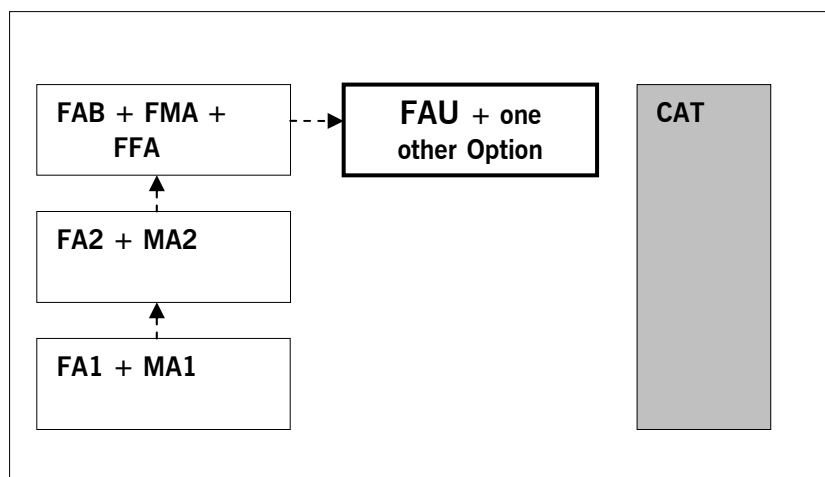 FAB + FMA +
FFA
FAU + one
other Option
CAT
FA2 + MA2
FA1 + MA1